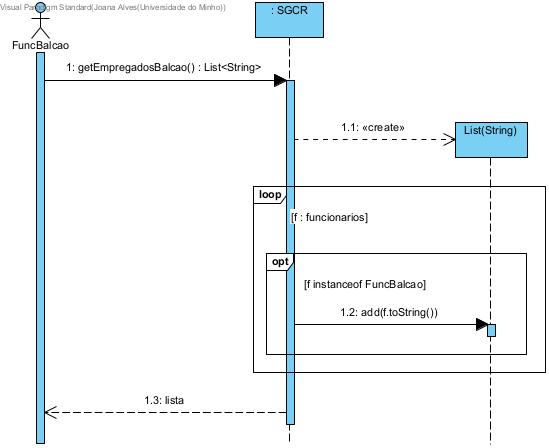 Visual Paradigm Standard(Joana Alves(Universidade do Minho))
: SGCR
FuncBalcao
1: getEmpregadosBalcao() : List<String>
1.1: «create»
List(String)
loop
[f : funcionarios]
opt
[f instanceof FuncBalcao]
1.2: add(f.toString())
1.3: lista